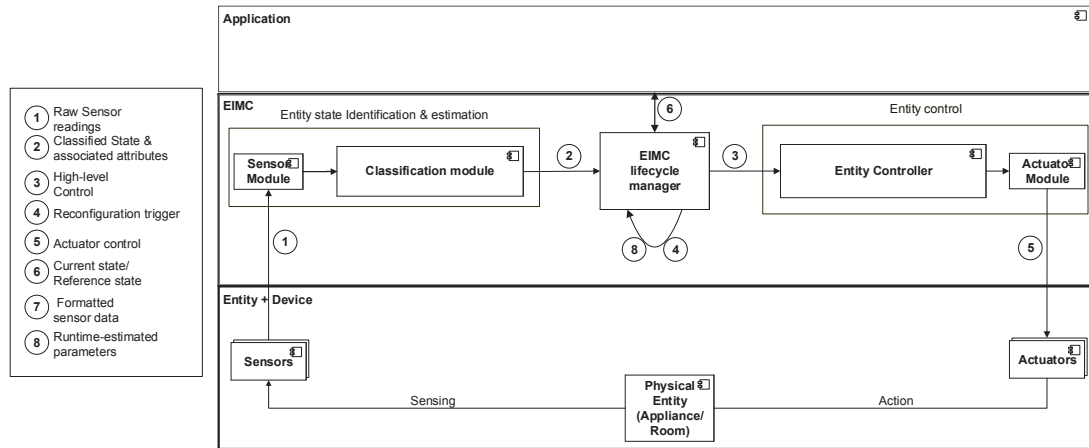 Application
1 Raw Sensor
readings
2 Classified State &
associated attributes
3 High-level
Control
4 Reconfiguration trigger
5 Actuator control
6 Current state/
Reference state
7 Formatted
sensor data
8 Runtime-estimated
parameters
EIMC
Entity state Identification & estimation
Sensor
Module
Classification module
2
6
EIMC
lifecycle
manager
3
8
4
Entity control
Entity Controller
Actuator
Module
1
5
Entity + Device
Sensors
Sensing
Physical
Entity
(Appliance/
Room)
Action
Actuators